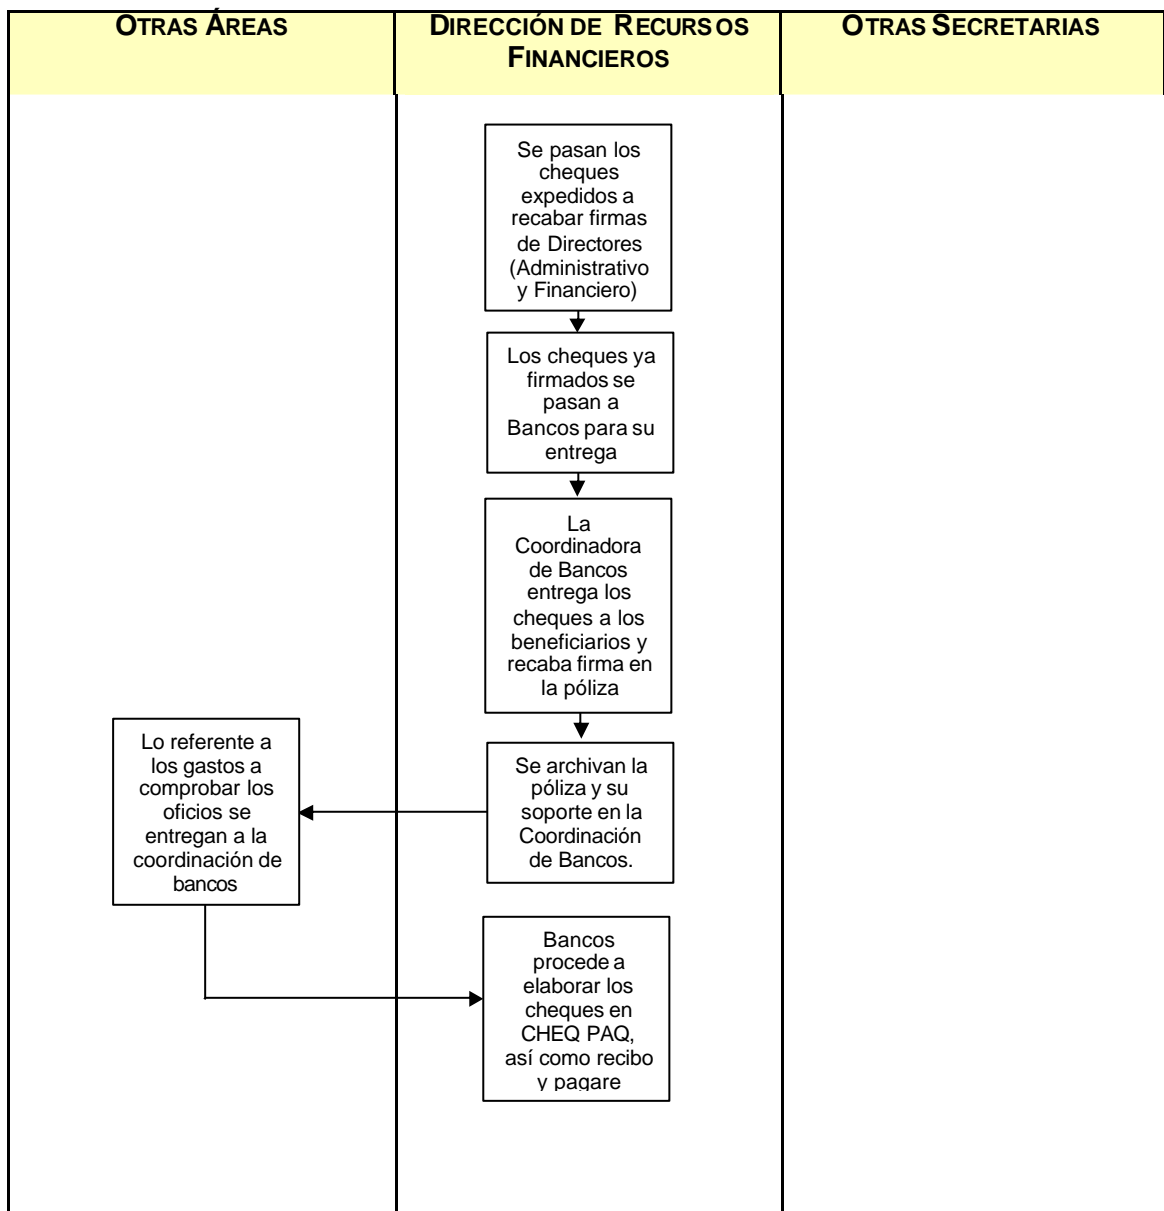 OTRAS ÁREAS
DIRECCIÓN DE RECURSOS
FINANCIEROS
OTRAS SECRETARIAS
Se pasan los
cheques
expedidos a
recabar firmas
de Directores
(Administrativo
y Financiero)
Los cheques ya
firmados se
pasan a
Bancos para su
entrega
La
Coordinadora
de Bancos
entrega los
cheques a los
beneficiarios y
recaba firma en
la póliza
Se archivan la
póliza y su
soporte en la
Coordinación
de Bancos.
Lo referente a
los gastos a
comprobar los
oficios se
entregan a la
coordinación de
bancos
Bancos
procede a
elaborar los
cheques en
CHEQ PAQ,
así como recibo
y pagare